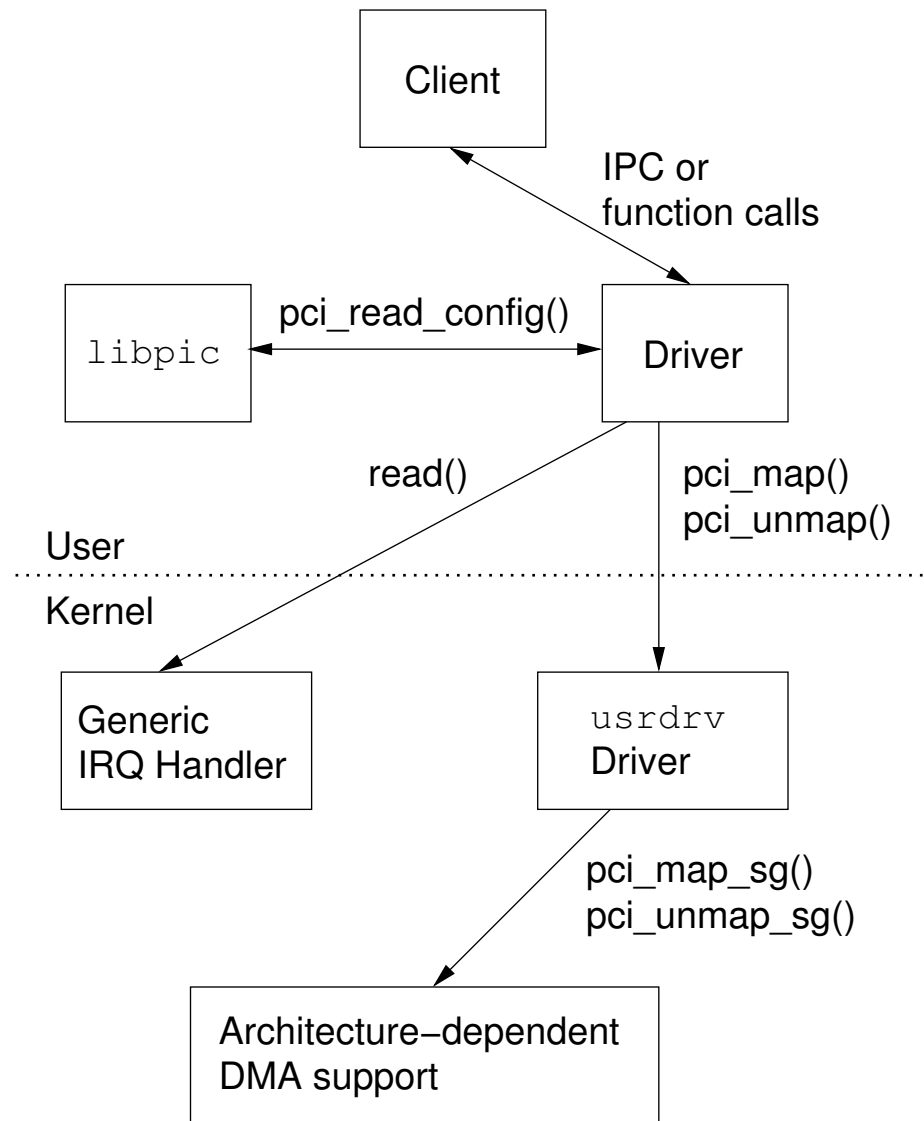 Client
IPC or
function calls
libpic
pci_read_config()
Driver
read()
pci_map()
pci_unmap()
User
Kernel
Generic
IRQ Handler
usrdrv
Driver
pci_map_sg()
pci_unmap_sg()
Architecture−dependent
DMA support